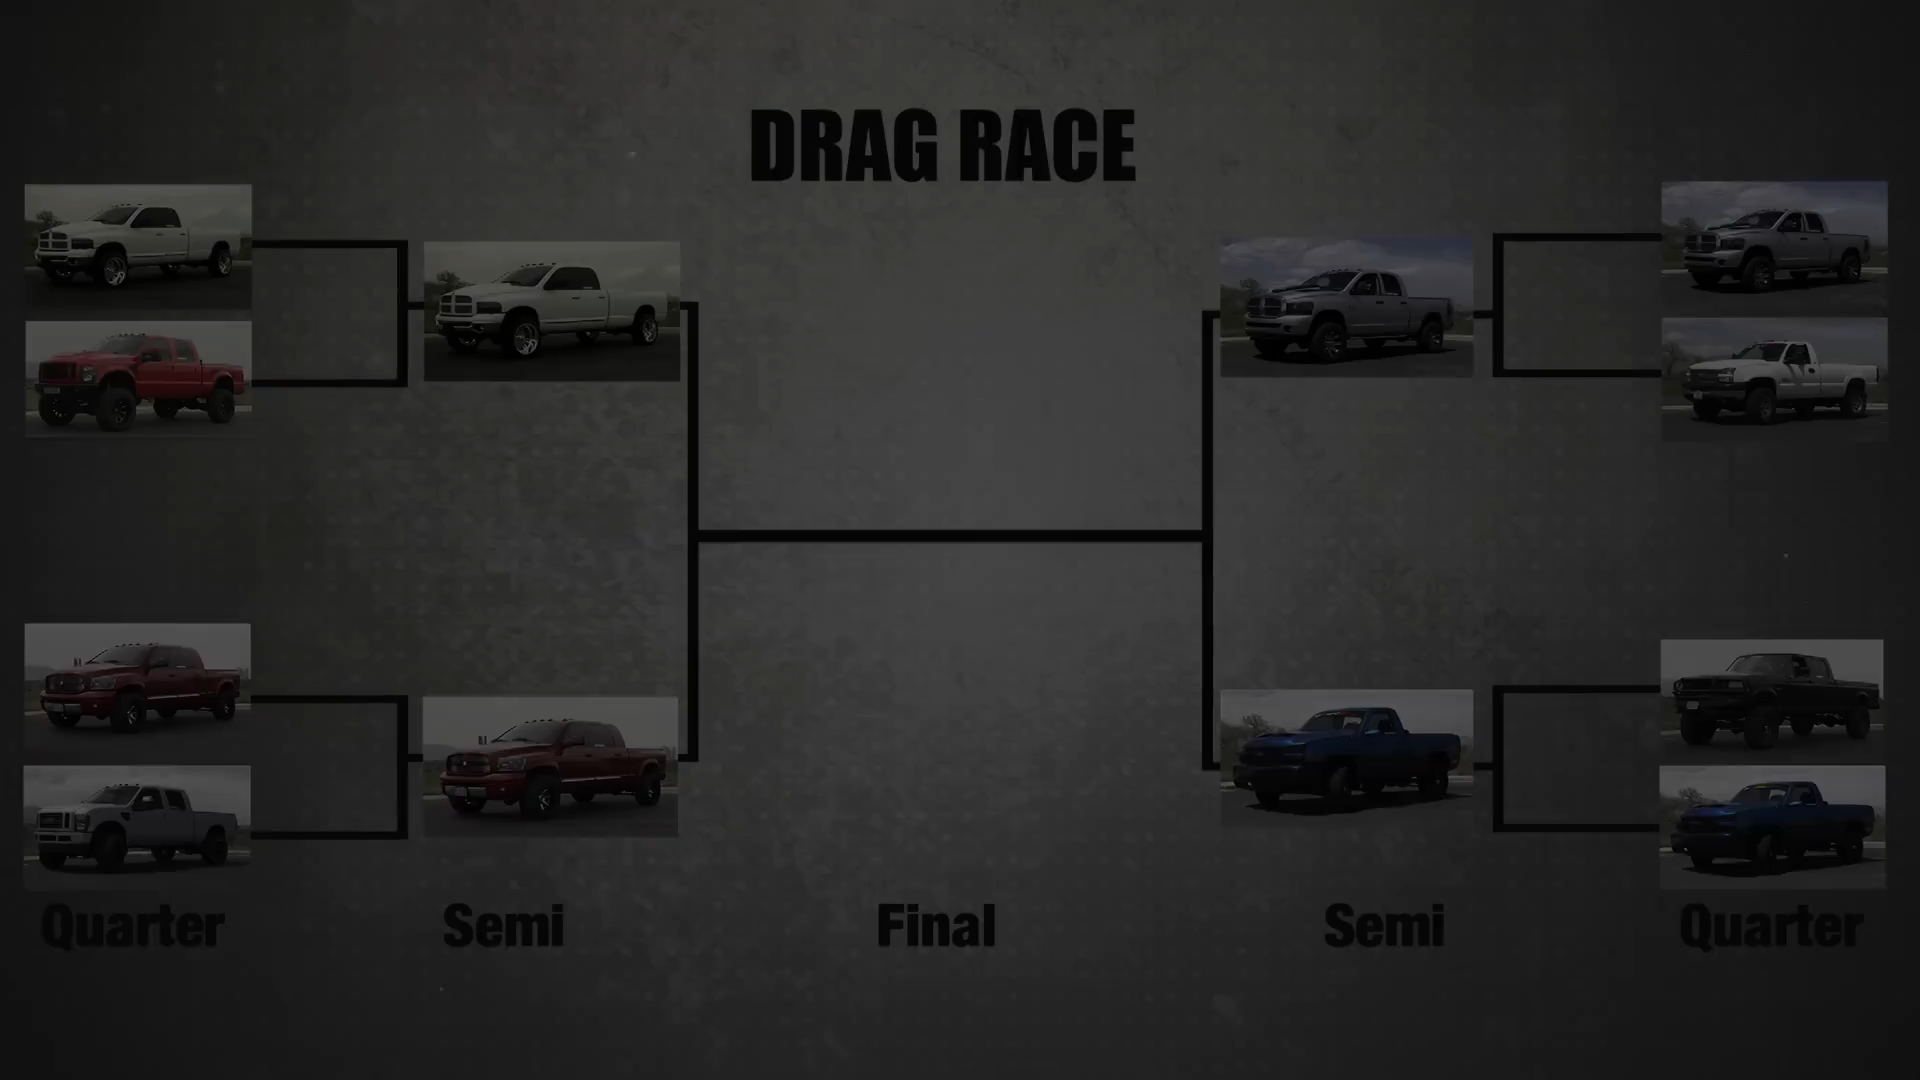 DRAG RACE
Quarter
Semi
Final
Semi
Quarter